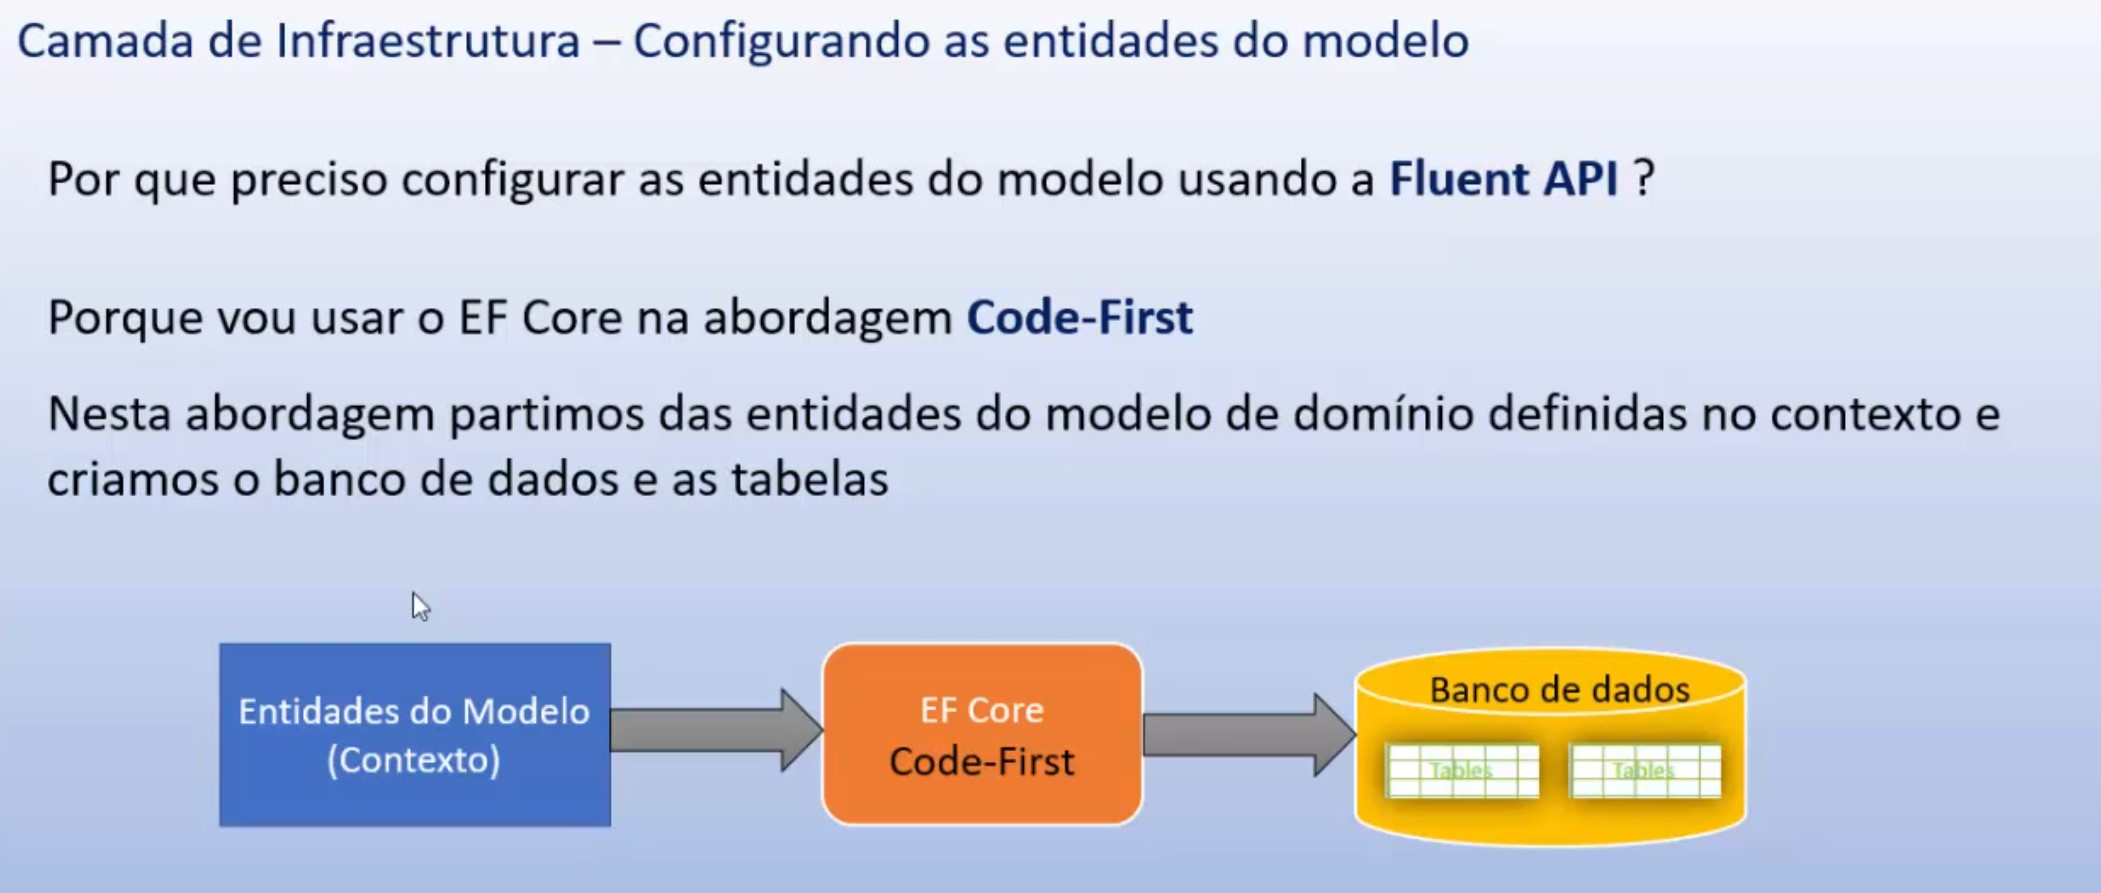 Camada de Infraestrutura – Configurando as entidades do modelo
Por que preciso configurar as entidades do modelo usando a Fluent API ?
Porque vou usar o EF Core na abordagem Code-First
Nesta abordagem partimos das entidades do modelo de domínio definidas no contexto e
criamos o banco de dados e as tabelas
Entidades do Modelo
(Contexto)
EF Core
Code-First
Banco de dados
Tables
Tables